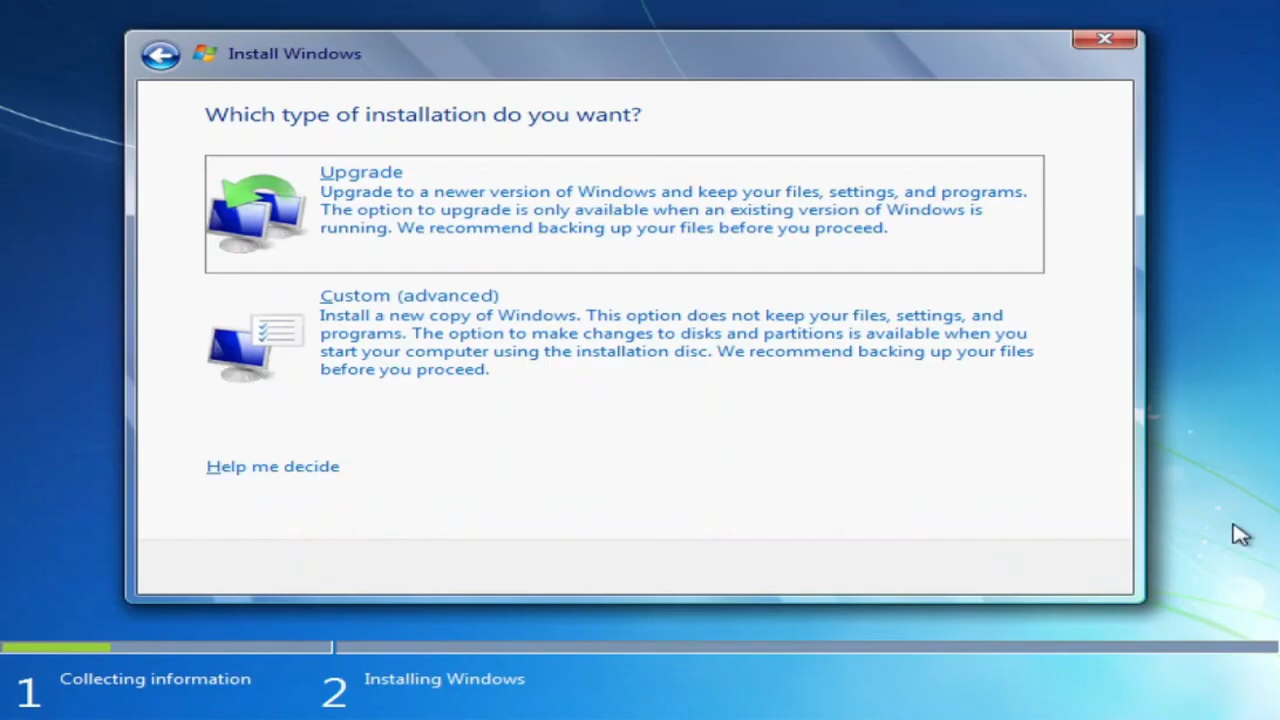 Install Windows
Which type of installation do you want?
Upgrade
Upgrade to a newer version of Windows and keep your files, settings, and programs.
The option to upgrade is only available when an existing version of Windows is
running. We recommend backing up your files before you proceed.
Custom (advanced)
Install a new copy of Windows. This option does not keep your files, settings, and
programs. The option to make changes to disks and partitions is available when you
start your computer using the installation disc. We recommend backing up your files
before you proceed.
Help me decide
1 Collecting information
2 Installing Windows